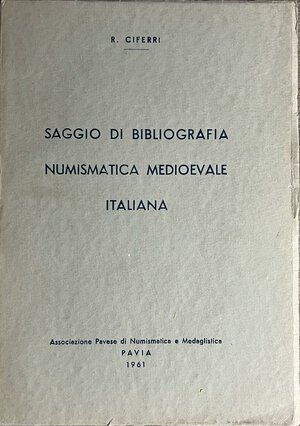 R. CIFERRI
SAGGIO DI BIBLIOGRAFIA
NUMISMATICA MEDIOEVALE
ITALIANA
Associazione Pavese di Numismatica e Medaglistica
PAVIA
1961